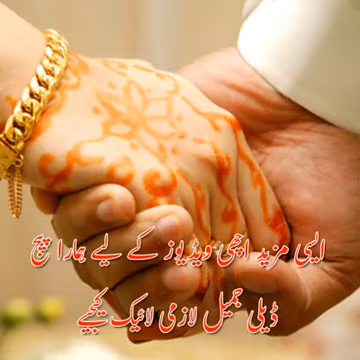 ایسی مزید اچھی ویڈیوز کے لیے ہمارا پیج
ڈیلی جمیل لازمی لائیک کیجیے